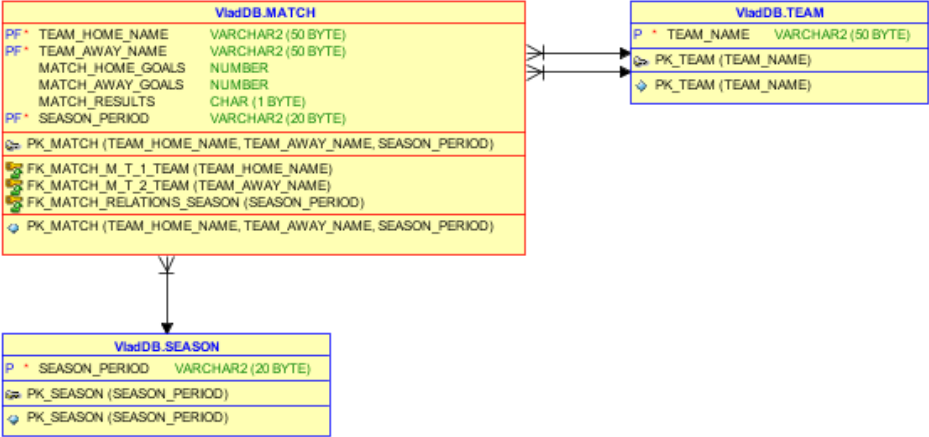 VladDB.MATCH
PF* TEAM_HOME_NAME VARCHAR2 (50 BYTE)
PF* TEAM_AWAY_NAME VARCHAR2 (50 BYTE)
MATCH_HOME_GOALS NUMBER
MATCH_AWAY_GOALS NUMBER
MATCH_RESULTS CHAR (1 BYTE)
PF* SEASON_PERIOD VARCHAR2 (20 BYTE)
PK_MATCH (TEAM_HOME_NAME, TEAM_AWAY_NAME, SEASON_PERIOD)
FK_MATCH_M_T_1_TEAM (TEAM_HOME_NAME)
FK_MATCH_M_T_2_TEAM (TEAM_AWAY_NAME)
FK_MATCH_RELATIONS_SEASON (SEASON_PERIOD)
PK_MATCH (TEAM_HOME_NAME, TEAM_AWAY_NAME, SEASON_PERIOD)
VladDB.TEAM
P * TEAM_NAME VARCHAR2 (50 BYTE)
PK_TEAM (TEAM_NAME)
PK_TEAM (TEAM_NAME)
VladDB.SEASON
P * SEASON_PERIOD VARCHAR2 (20 BYTE)
PK_SEASON (SEASON_PERIOD)
PK_SEASON (SEASON_PERIOD)